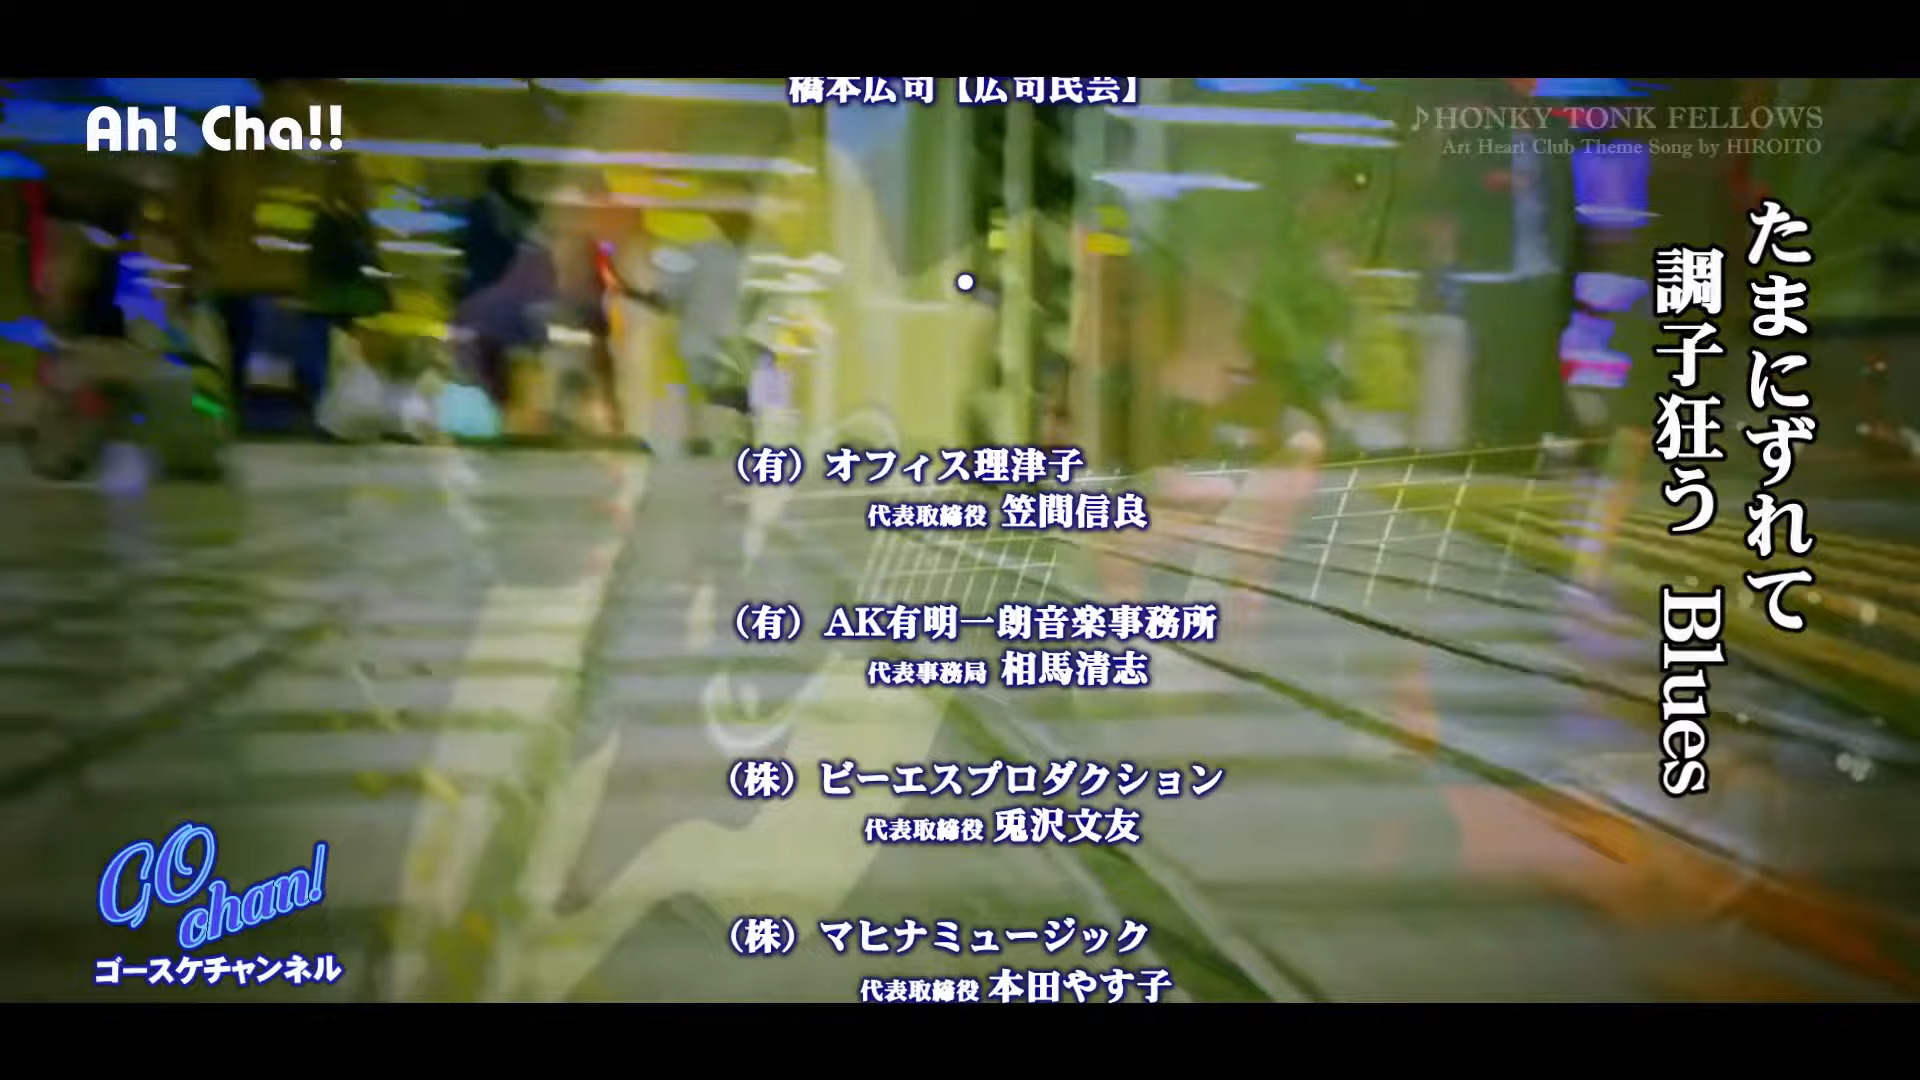 橋本広司【広司民芸】
Ah! Cha!!
♪HONKY TONK FELLOWS
Art Heart Club Theme Song by HIROITO
たまにずれて
調子狂う Blues
（有）オフィス理津子
代表取締役 笠間信良
（有）AK有明一朗音楽事務所
代表事務局 相馬清志
（株）ビーエスプロダクション
代表取締役 兎沢文友
（株）マヒナミュージック
代表取締役 本田やす子
GO chan!
ゴースケチャンネル